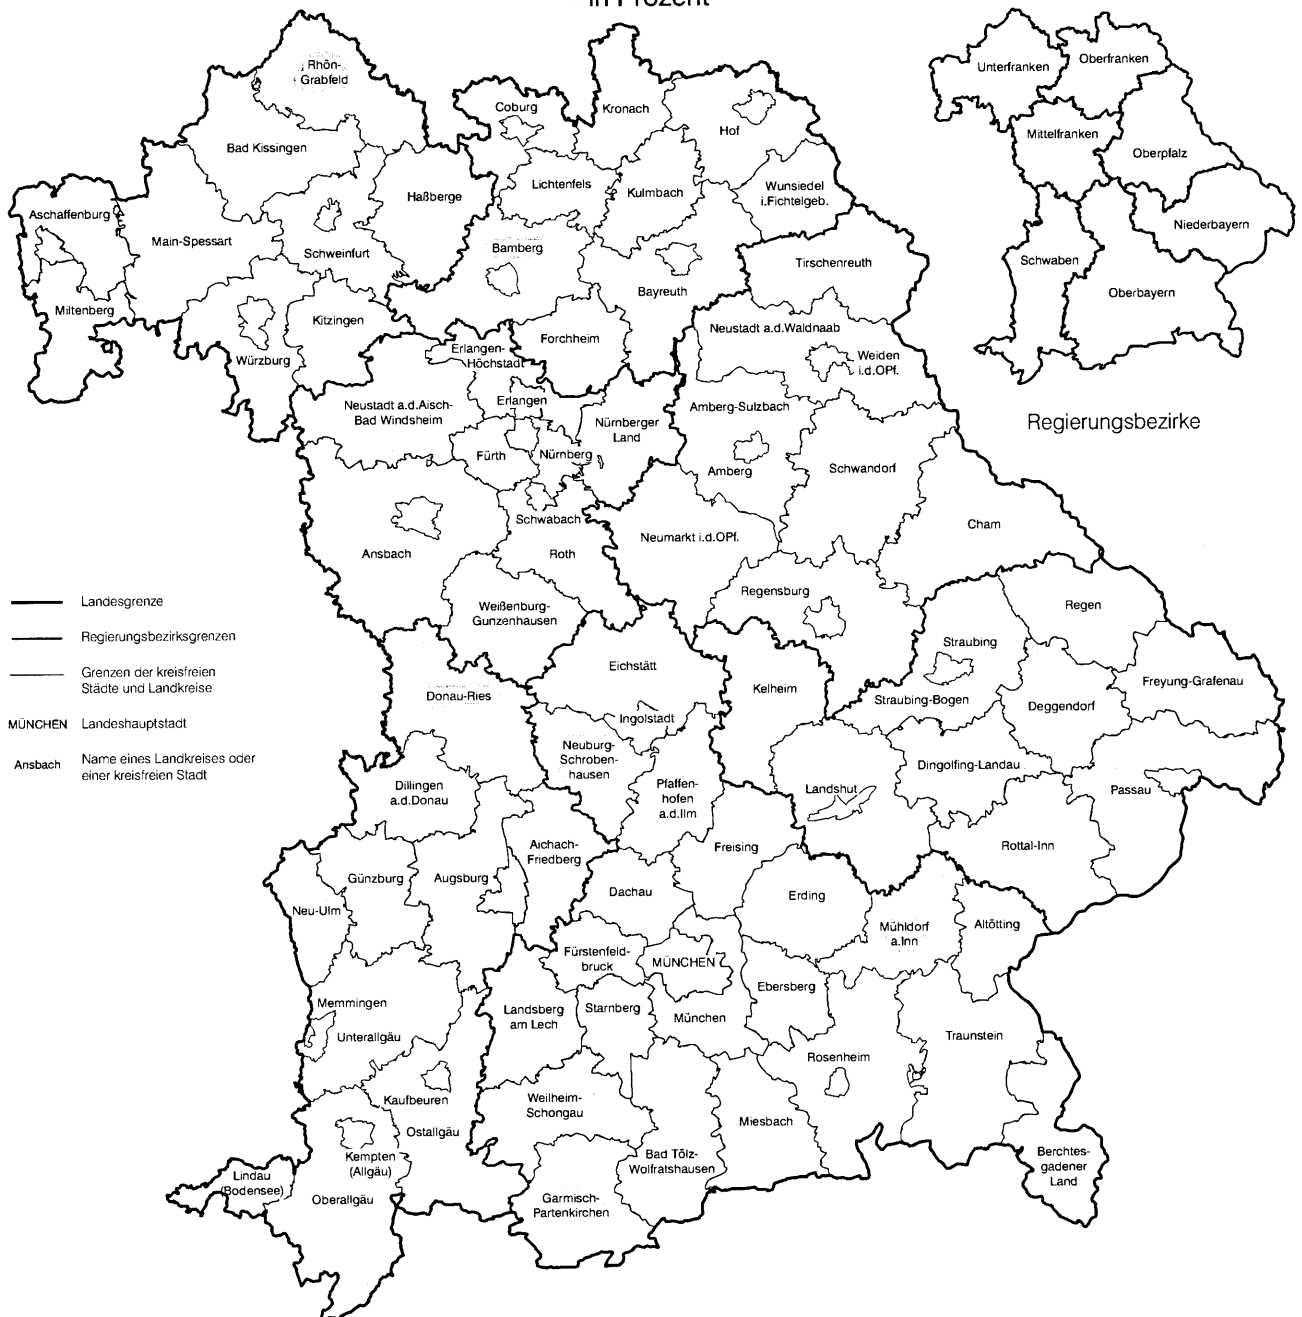 in Prozent
Rhön-
Grabfeld
Coburg
Kronach
Hof
Bad Kissingen
Lichtenfels
Kulmbach
Wunsiedel
i.Fichtelgeb.
Haßberge
Aschaffenburg
Main-Spessart
Schweinfurt
Bamberg
Bayreuth
Tirschenreuth
Miltenberg
Würzburg
Kitzingen
Forchheim
Neustadt a.d.Waldnaab
Weiden
i.d.OPf.
Erlangen-
Höchstadt
Erlangen
Neustadt a.d.Aisch-
Bad Windsheim
Nürnberger
Land
Amberg-Sulzbach
Fürth
Nürnberg
Amberg
Schwandorf
Schwabach
Cham
Ansbach
Roth
Neumarkt i.d.OPf.
Weißenburg-
Gunzenhausen
Regensburg
Regen
Straubing
Eichstätt
Donau-Ries
Kelheim
Straubing-Bogen
Deggendorf
Freyung-Grafenau
Ingolstadt
Neuburg-
Schroben-
hausen
Dingolfing-Landau
Dillingen
a.d.Donau
Pfaffen-
hofen
a.d.Ilm
Landshut
Passau
Aichach-
Friedberg
Freising
Rottal-Inn
Günzburg
Augsburg
Dachau
Erding
Neu-Ulm
Mühldorf
a.Inn
Altötting
Fürstenfeld-
bruck
MÜNCHEN
Ebersberg
Memmingen
Unterallgäu
Landsberg
am Lech
Starnberg
München
Traunstein
Rosenheim
Kaufbeuren
Weilheim-
Schongau
Miesbach
Ostallgäu
Kempten
(Allgäu)
Bad Tölz-
Wolfratshausen
Berchtes-
gadener
Land
Lindau
(Bodensee)
Oberallgäu
Garmisch-
Partenkirchen
Unterfranken
Oberfranken
Mittelfranken
Oberpfalz
Niederbayern
Schwaben
Oberbayern
Regierungsbezirke
Landesgrenze
Regierungsbezirksgrenzen
Grenzen der kreisfreien
Städte und Landkreise
MÜNCHEN Landeshauptstadt
Ansbach Name eines Landkreises oder
einer kreisfreien Stadt